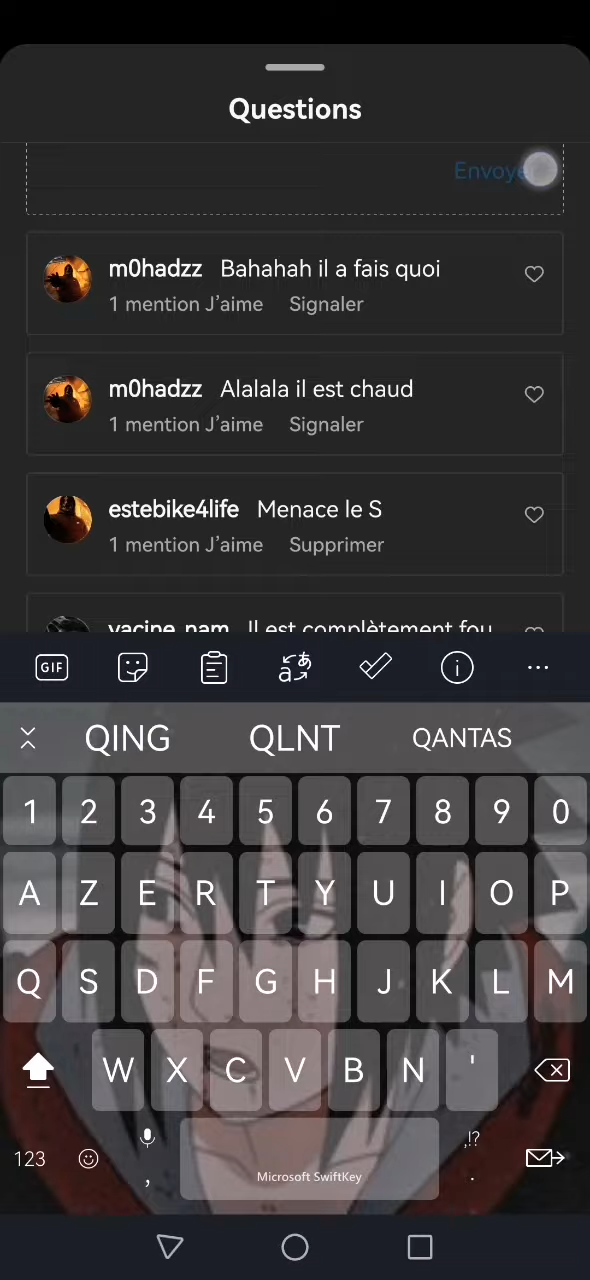 Questions
Envoyer
m0hadzz Bahahah il a fais quoi
1 mention J’aime Signaler
m0hadzz Alalala il est chaud
1 mention J’aime Signaler
estebike4life Menace le S
1 mention J’aime Supprimer
yacine_nam Il est complètement fou
GIF
QING QLNT QANTAS
1 2 3 4 5 6 7 8 9 0
A Z E R T Y U I O P
Q S D F G H J K L M
W X C V B N '
123 , Microsoft SwiftKey ,!? .